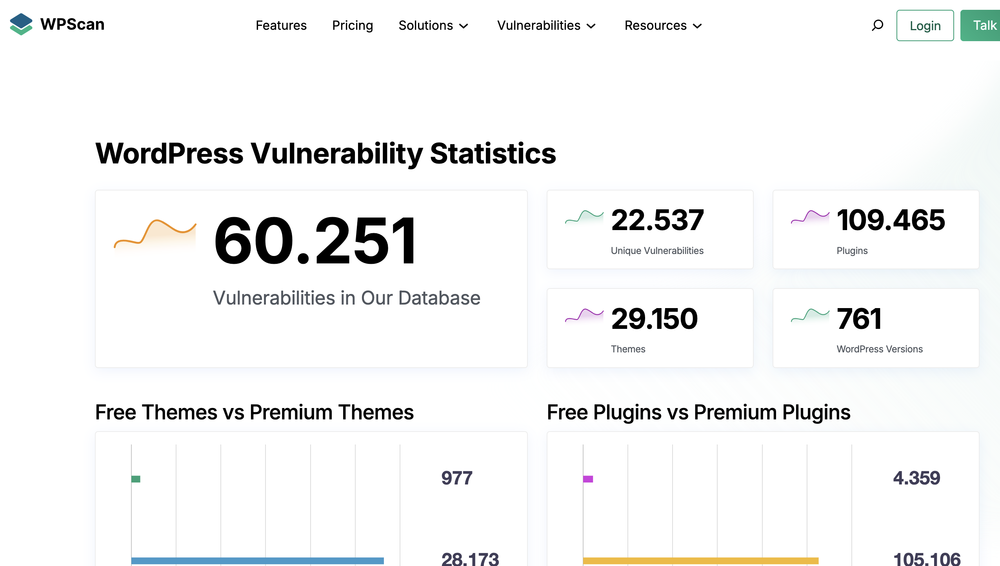 WPScan
Features
Pricing
Solutions
Vulnerabilities
Resources
Login
Talk
WordPress Vulnerability Statistics
60.251
Vulnerabilities in Our Database
22.537
Unique Vulnerabilities
109.465
Plugins
29.150
Themes
761
WordPress Versions
Free Themes vs Premium Themes
977
28.173
Free Plugins vs Premium Plugins
4.359
105.106